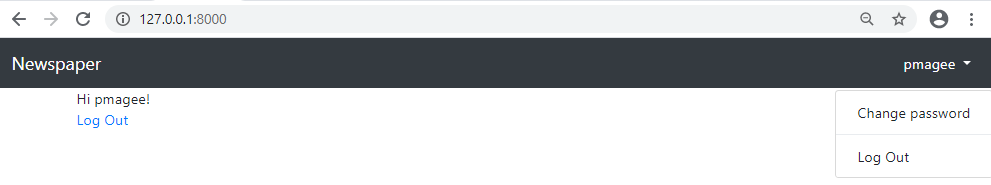 127.0.0.1:8000
Newspaper
pmagee
Hi pmagee!
Log Out
Change password
Log Out